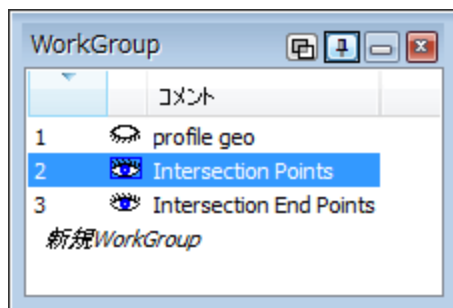 WorkGroup
コメント
1 profile geo
2 Intersection Points
3 Intersection End Points
新規WorkGroup